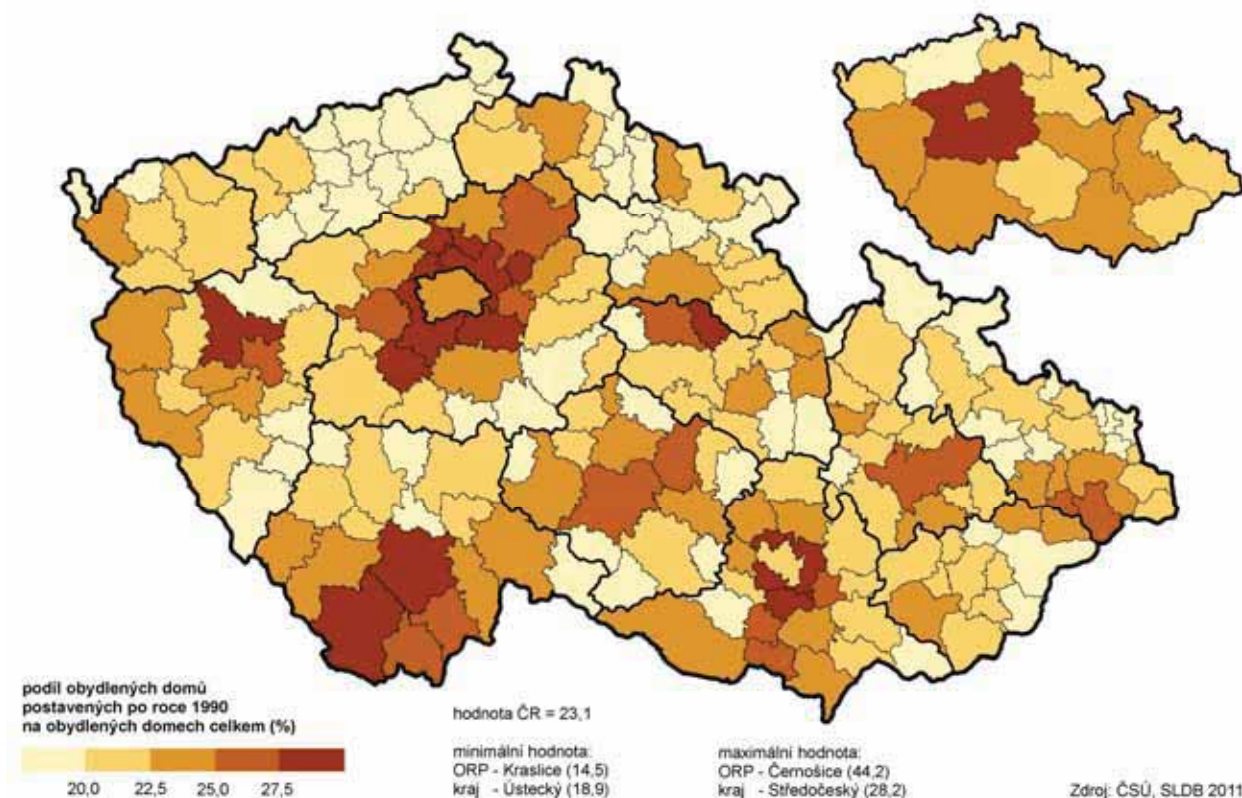 podíl obydlených domů
postavených po roce 1990
na obydlených domech celkem (%)
20,0 22,5 25,0 27,5
hodnota ČR = 23,1
minimální hodnota:
ORP - Kraslice (14,5)
kraj - Ústecký (18,9)
maximální hodnota:
ORP - Černošice (44,2)
kraj - Středočeský (28,2)
Zdroj: ČSÚ, SLDB 2011